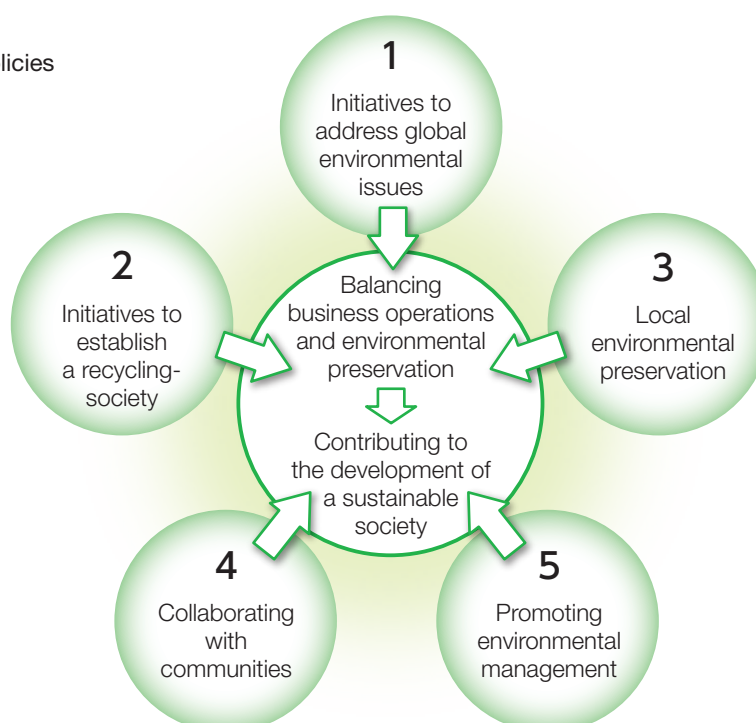 licies
1
Initiatives to
address global
environmental
issues
2
Initiatives to
establish
a recycling-
society
3
Local
environmental
preservation
Balancing
business operations
and environmental
preservation
Contributing to
the development of
a sustainable
society
4
Collaborating
with
communities
5
Promoting
environmental
management